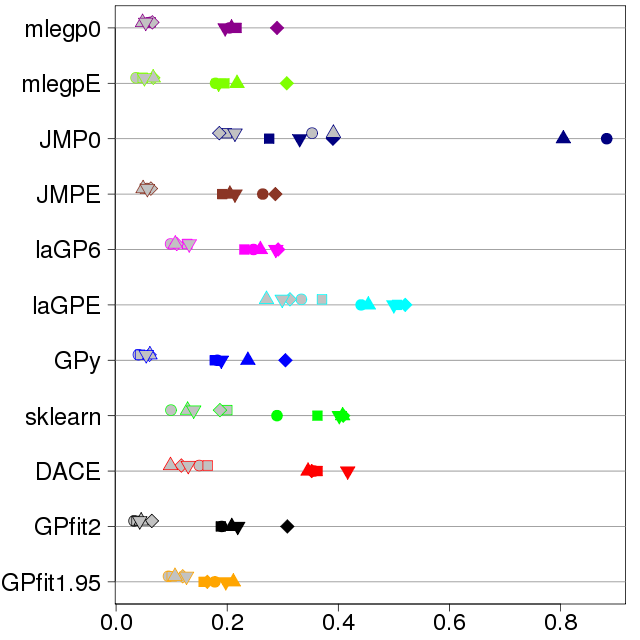 mlegp0
mlegpE
JMP0
JMPE
laGP6
laGPE
GPy
sklearn
DACE
GPfit2
GPfit1.95
0.0 0.2 0.4 0.6 0.8